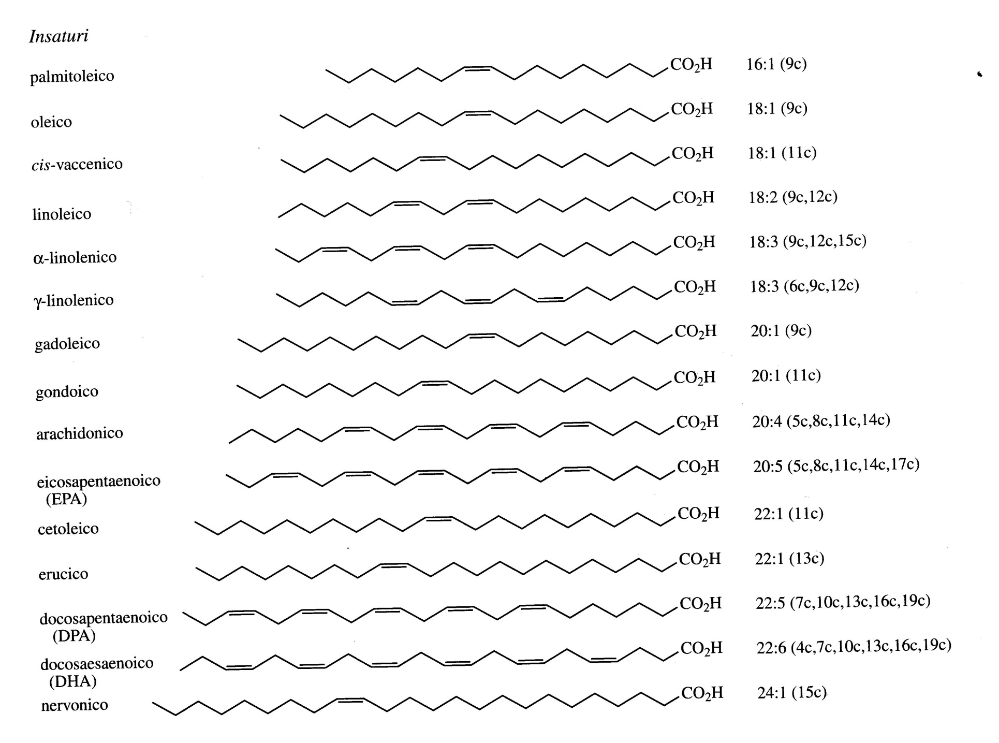 Insaturi
palmitoleico CO₂H 16:1 (9c)
oleico CO₂H 18:1 (9c)
cis-vaccenico CO₂H 18:1 (11c)
linoleico CO₂H 18:2 (9c,12c)
α-linolenico CO₂H 18:3 (9c,12c,15c)
γ-linolenico CO₂H 18:3 (6c,9c,12c)
gadoleico CO₂H 20:1 (9c)
gondoico CO₂H 20:1 (11c)
arachidonico CO₂H 20:4 (5c,8c,11c,14c)
eicosapentaenoico CO₂H 20:5 (5c,8c,11c,14c,17c)
(EPA)
cetoleico CO₂H 22:1 (11c)
erucico CO₂H 22:1 (13c)
docosapentaenoico CO₂H 22:5 (7c,10c,13c,16c,19c)
(DPA)
docosaesaenoico CO₂H 22:6 (4c,7c,10c,13c,16c,19c)
(DHA)
nervonico CO₂H 24:1 (15c)